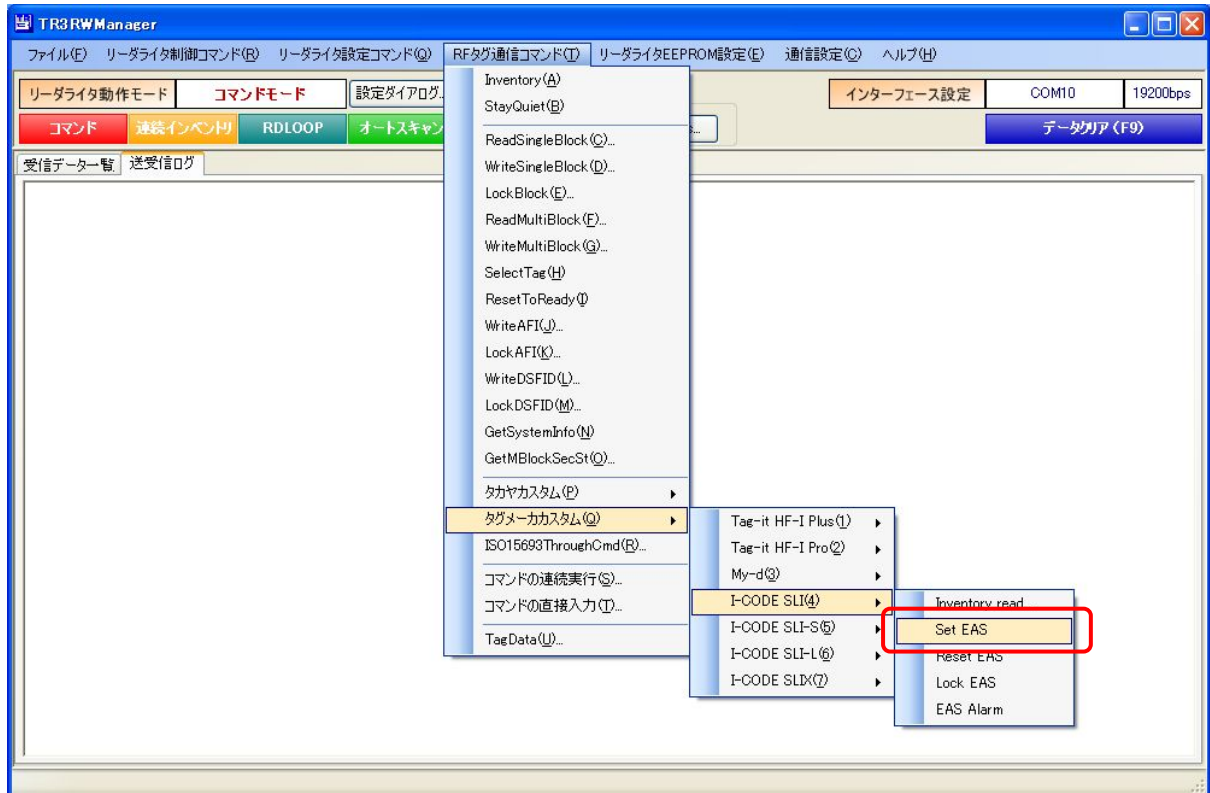 TR3RWManager
ファイル(F) リーダライタ制御コマンド(R) リーダライタ設定コマンド(Q) RFタグ通信コマンド(T) リーダライタEEPROM設定(E) 通信設定(C) ヘルプ(H)
リーダライタ動作モード コマンドモード 設定ダイアログ. インターフェース設定 COM10 19200bps
コマンド 連続インベントリ RDLOOP オートスキャン ... データクリア (F9)
受信データ一覧 送受信ログ
Inventory(A)
StayQuiet(B)
ReadSingleBlock(C)...
WriteSingleBlock(D)...
LockBlock(E)...
ReadMultiBlock(F)...
WriteMultiBlock(G)...
SelectTag(H)
ResetToReady(I)
WriteAFI(J)...
LockAFI(K)...
WriteDSFID(L)...
LockDSFID(M)...
GetSystemInfo(N)
GetMBlockSecSt(O)...
タカヤカスタム(P)
タグメーカカスタム(Q)
ISO15693ThroughCmd(R)...
コマンドの連続実行(S)...
コマンドの直接入力(T)...
TagData(U)...
Tag-it HF-I Plus(1)
Tag-it HF-I Pro(2)
My-d(3)
I-CODE SLI(4)
I-CODE SLI-S(5)
I-CODE SLI-L(6)
I-CODE SLIX(7)
Inventory read
Set EAS
Reset EAS
Lock EAS
EAS Alarm